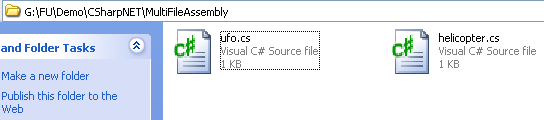 G:\FU\Demo\CSharpNET\MultiFileAssembly
and Folder Tasks
Make a new folder
Publish this folder to the
Web
C#
ufo.cs
Visual C# Source file
1 KB
C#
helicopter.cs
Visual C# Source file
1 KB